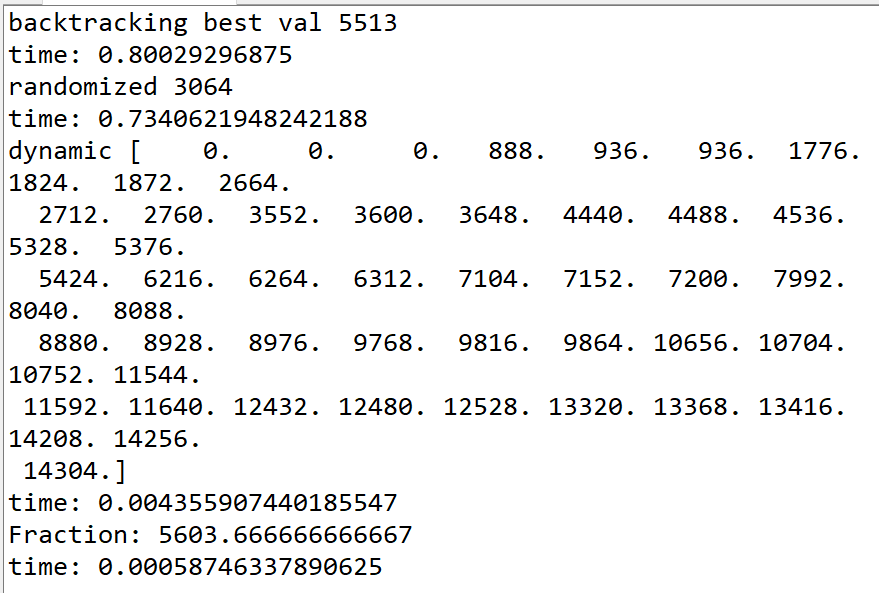 backtracking best val 5513
time: 0.80029296875
randomized 3064
time: 0.7340621948242188
dynamic [    0.     0.     0.   888.   936.   936.  1776.
1824.  1872.  2664.
  2712.  2760.  3552.  3600.  3648.  4440.  4488.  4536.
5328.  5376.
  5424.  6216.  6264.  6312.  7104.  7152.  7200.  7992.
8040.  8088.
  8880.  8928.  8976.  9768.  9816.  9864. 10656. 10704.
10752. 11544.
 11592. 11640. 12432. 12480. 12528. 13320. 13368. 13416.
14208. 14256.
 14304.]
time: 0.004355907440185547
Fraction: 5603.666666666667
time: 0.00058746337890625